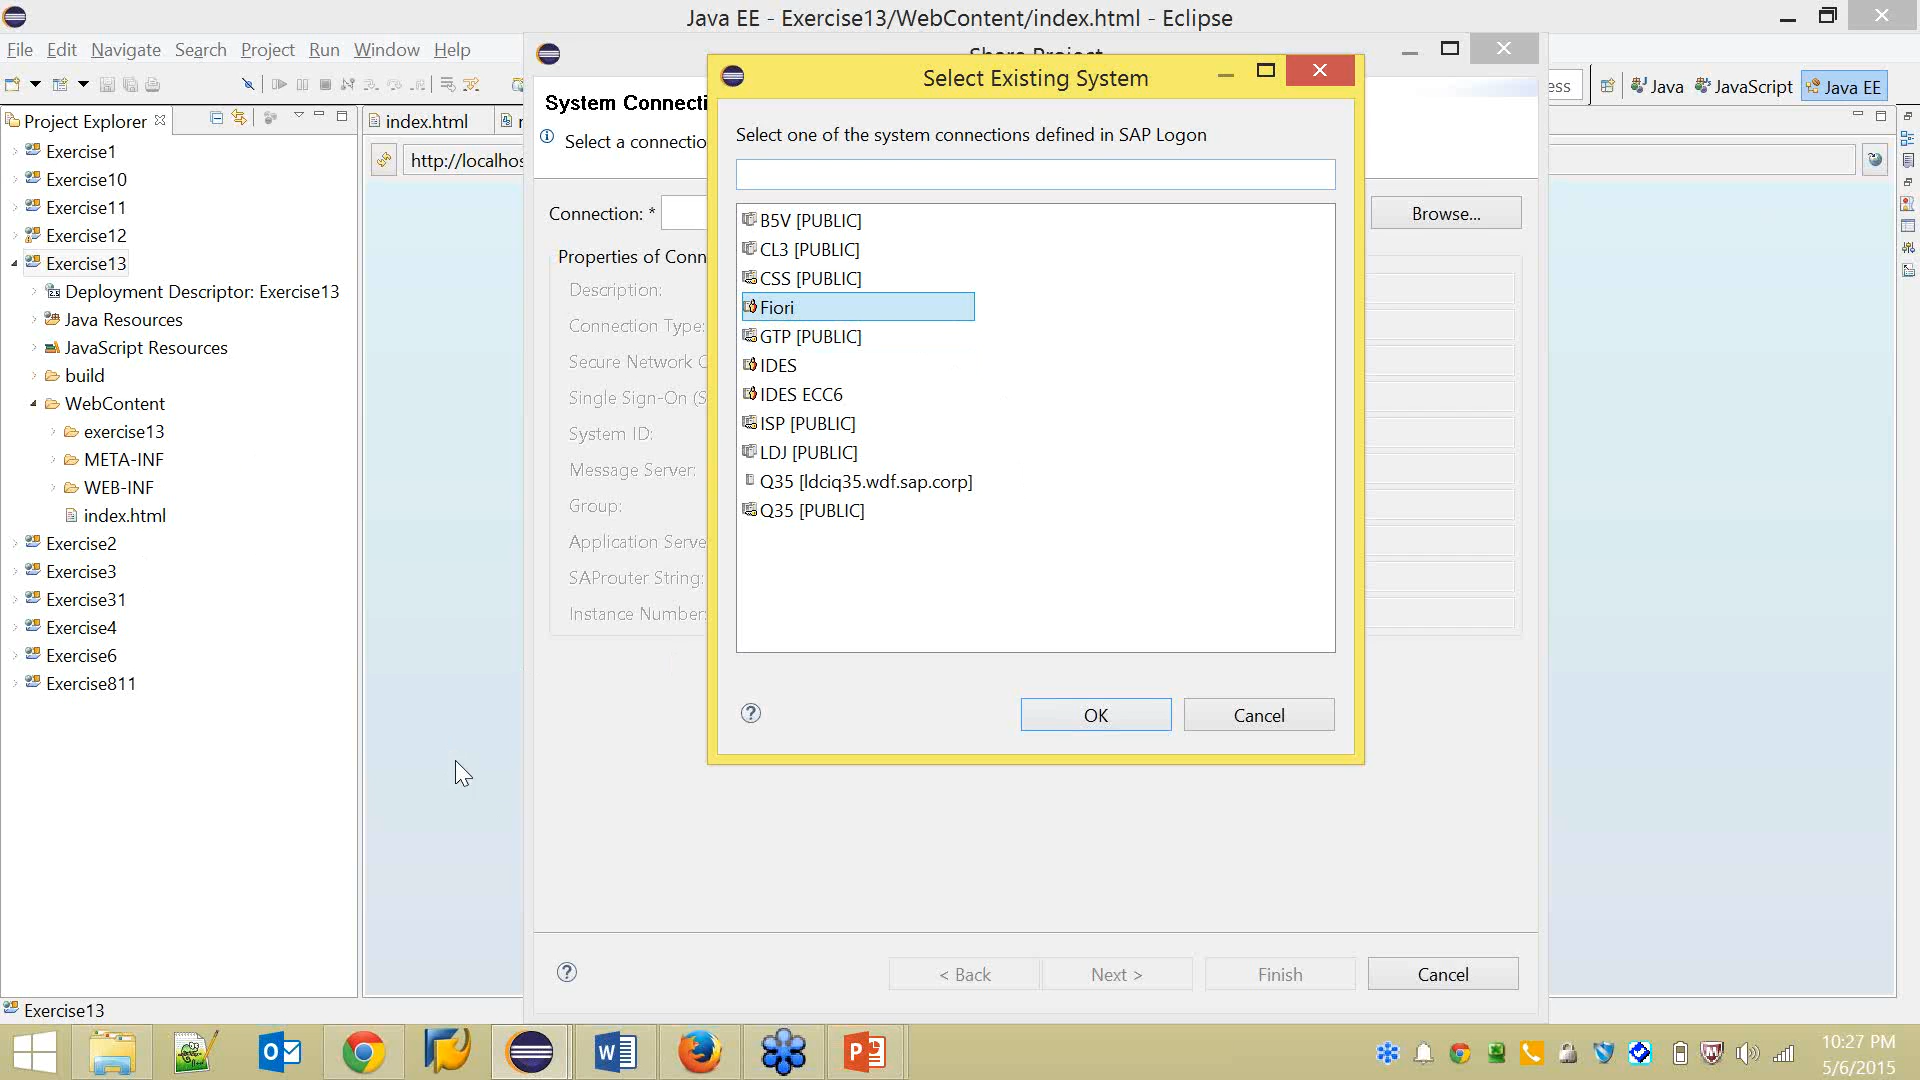 Java EE - Exercise13/WebContent/index.html - Eclipse
File Edit Navigate Search Project Run Window Help
Java JavaScript Java EE
Project Explorer
Exercise1
Exercise10
Exercise11
Exercise12
Exercise13
Deployment Descriptor: Exercise13
Java Resources
JavaScript Resources
build
WebContent
exercise13
META-INF
WEB-INF
index.html
Exercise2
Exercise3
Exercise31
Exercise4
Exercise6
Exercise811
Exercise13
index.html
http://localhos
Share Project
System Connecti
Select a connectio
Connection: *
Browse...
Properties of Conn
Description:
Connection Type:
Secure Network C
Single Sign-On (S
System ID:
Message Server:
Group:
Application Serve
SAProuter String:
Instance Number:
< Back
Next >
Finish
Cancel
Select Existing System
Select one of the system connections defined in SAP Logon
B5V [PUBLIC]
CL3 [PUBLIC]
CSS [PUBLIC]
Fiori
GTP [PUBLIC]
IDES
IDES ECC6
ISP [PUBLIC]
LDJ [PUBLIC]
Q35 [ldciq35.wdf.sap.corp]
Q35 [PUBLIC]
OK
Cancel
10:27 PM
5/6/2015